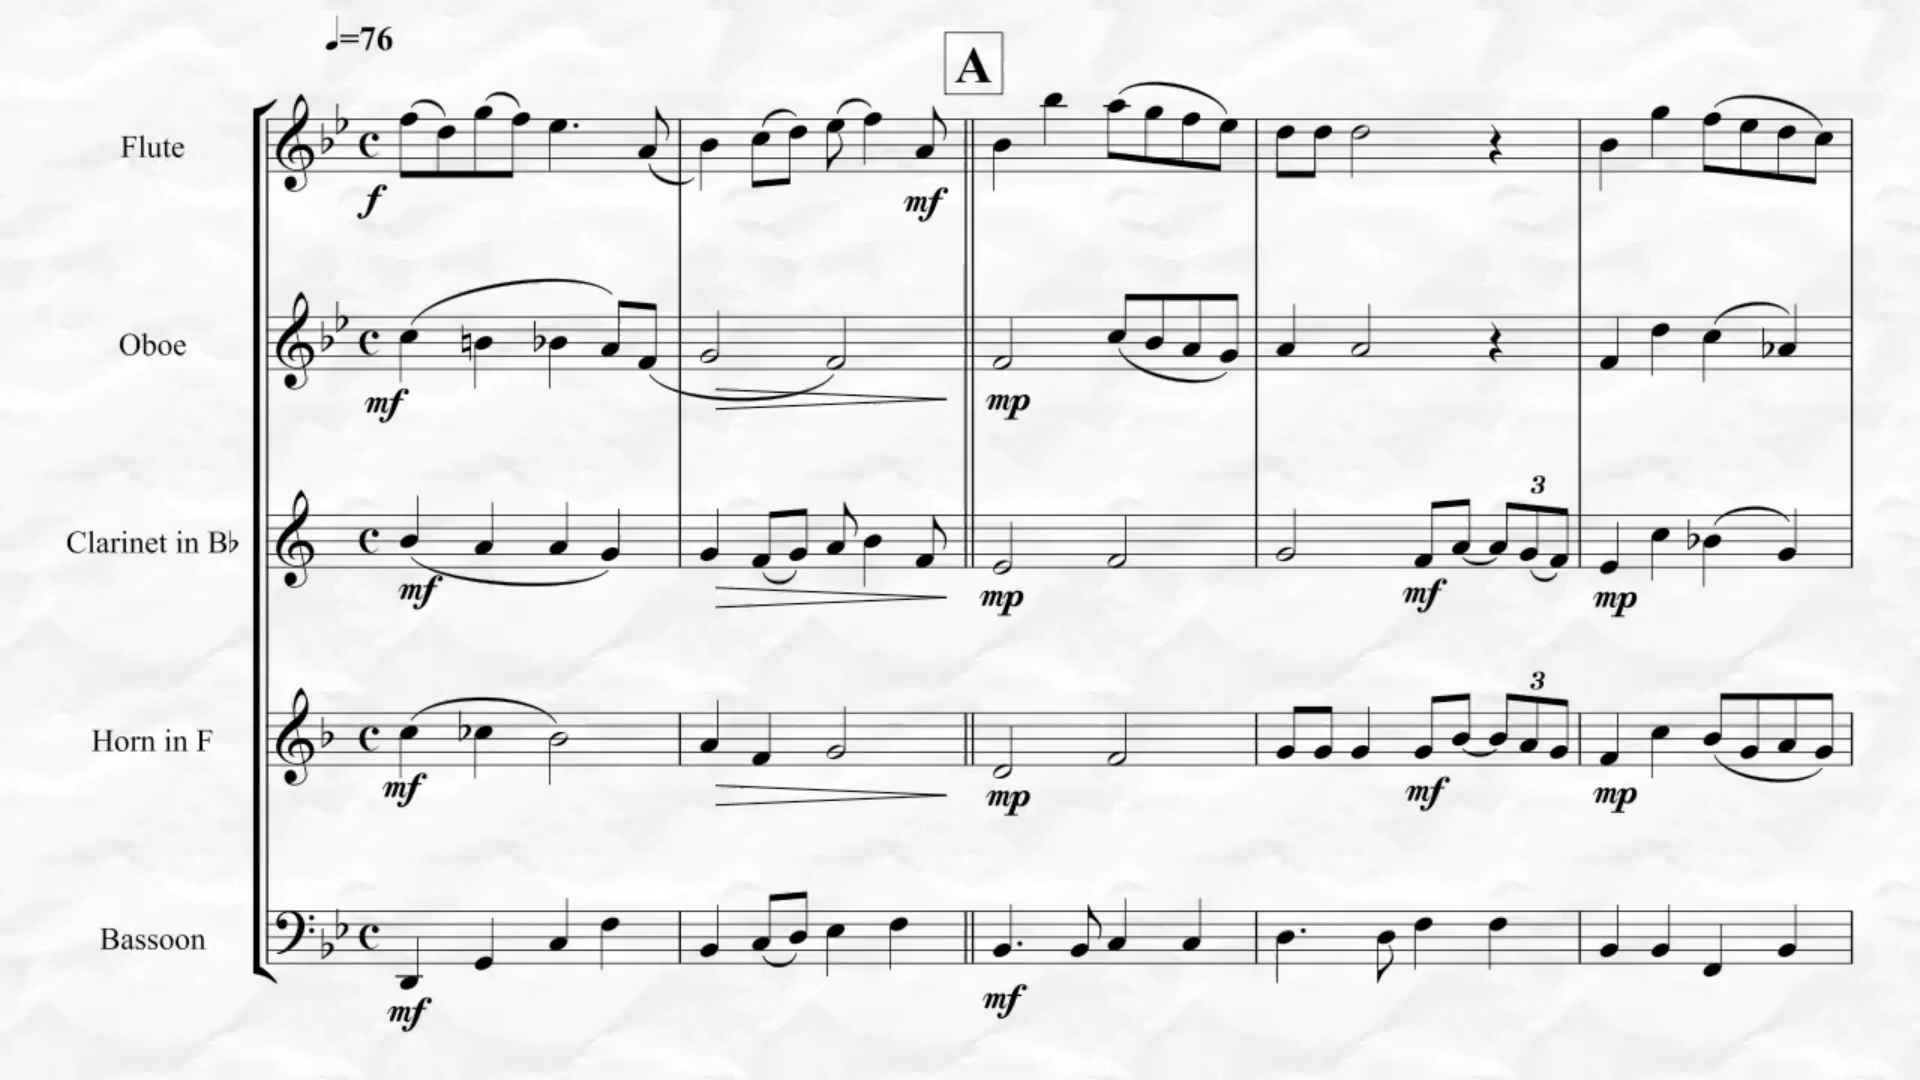 ♩=76
A
Flute
f
mf
Oboe
mf
mp
3
Clarinet in B♭
mf
mp
mf
mp
3
Horn in F
mf
mp
mf
mp
Bassoon
mf
mf